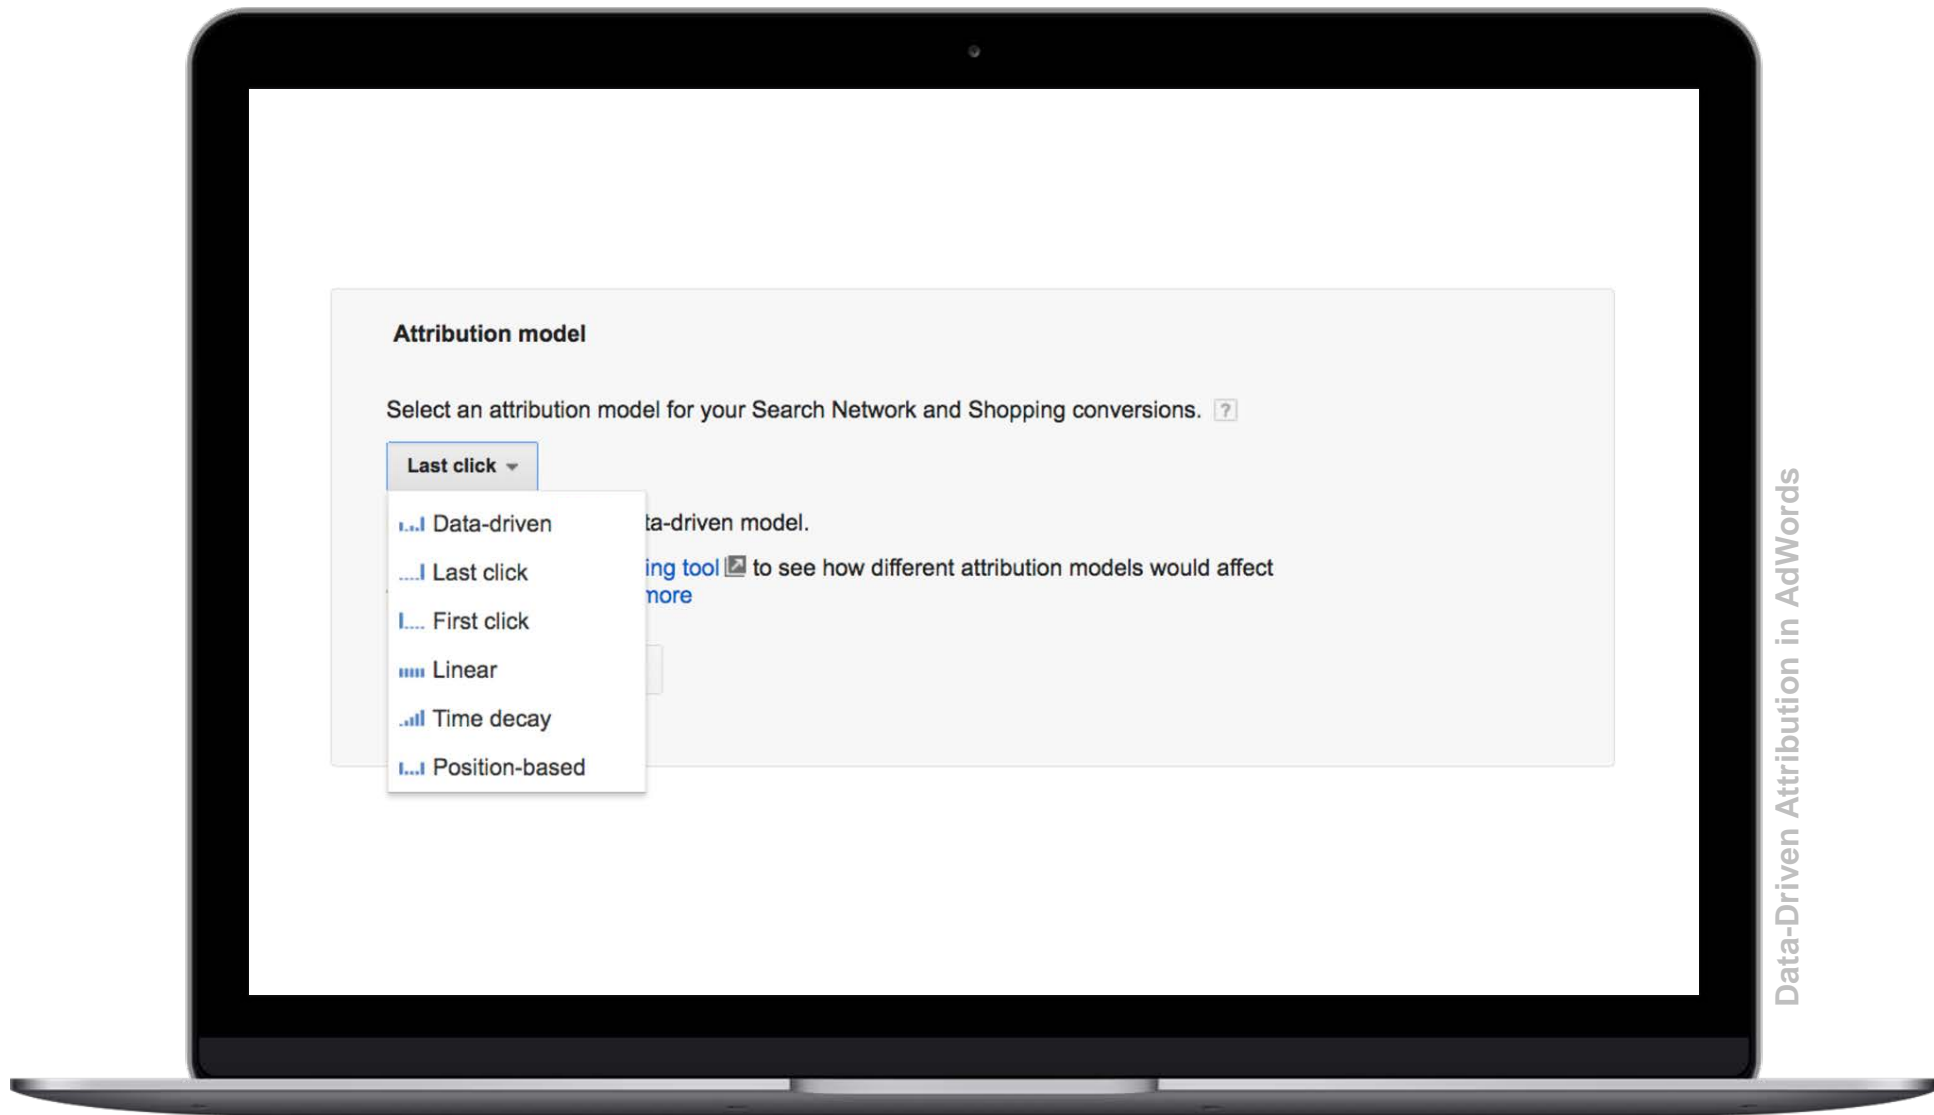 Attribution model
Select an attribution model for your Search Network and Shopping conversions. ?
Last click
Data-driven
ta-driven model.
Last click
ing tool to see how different attribution models would affect
more
First click
Linear
Time decay
Position-based
Data-Driven Attribution in AdWords